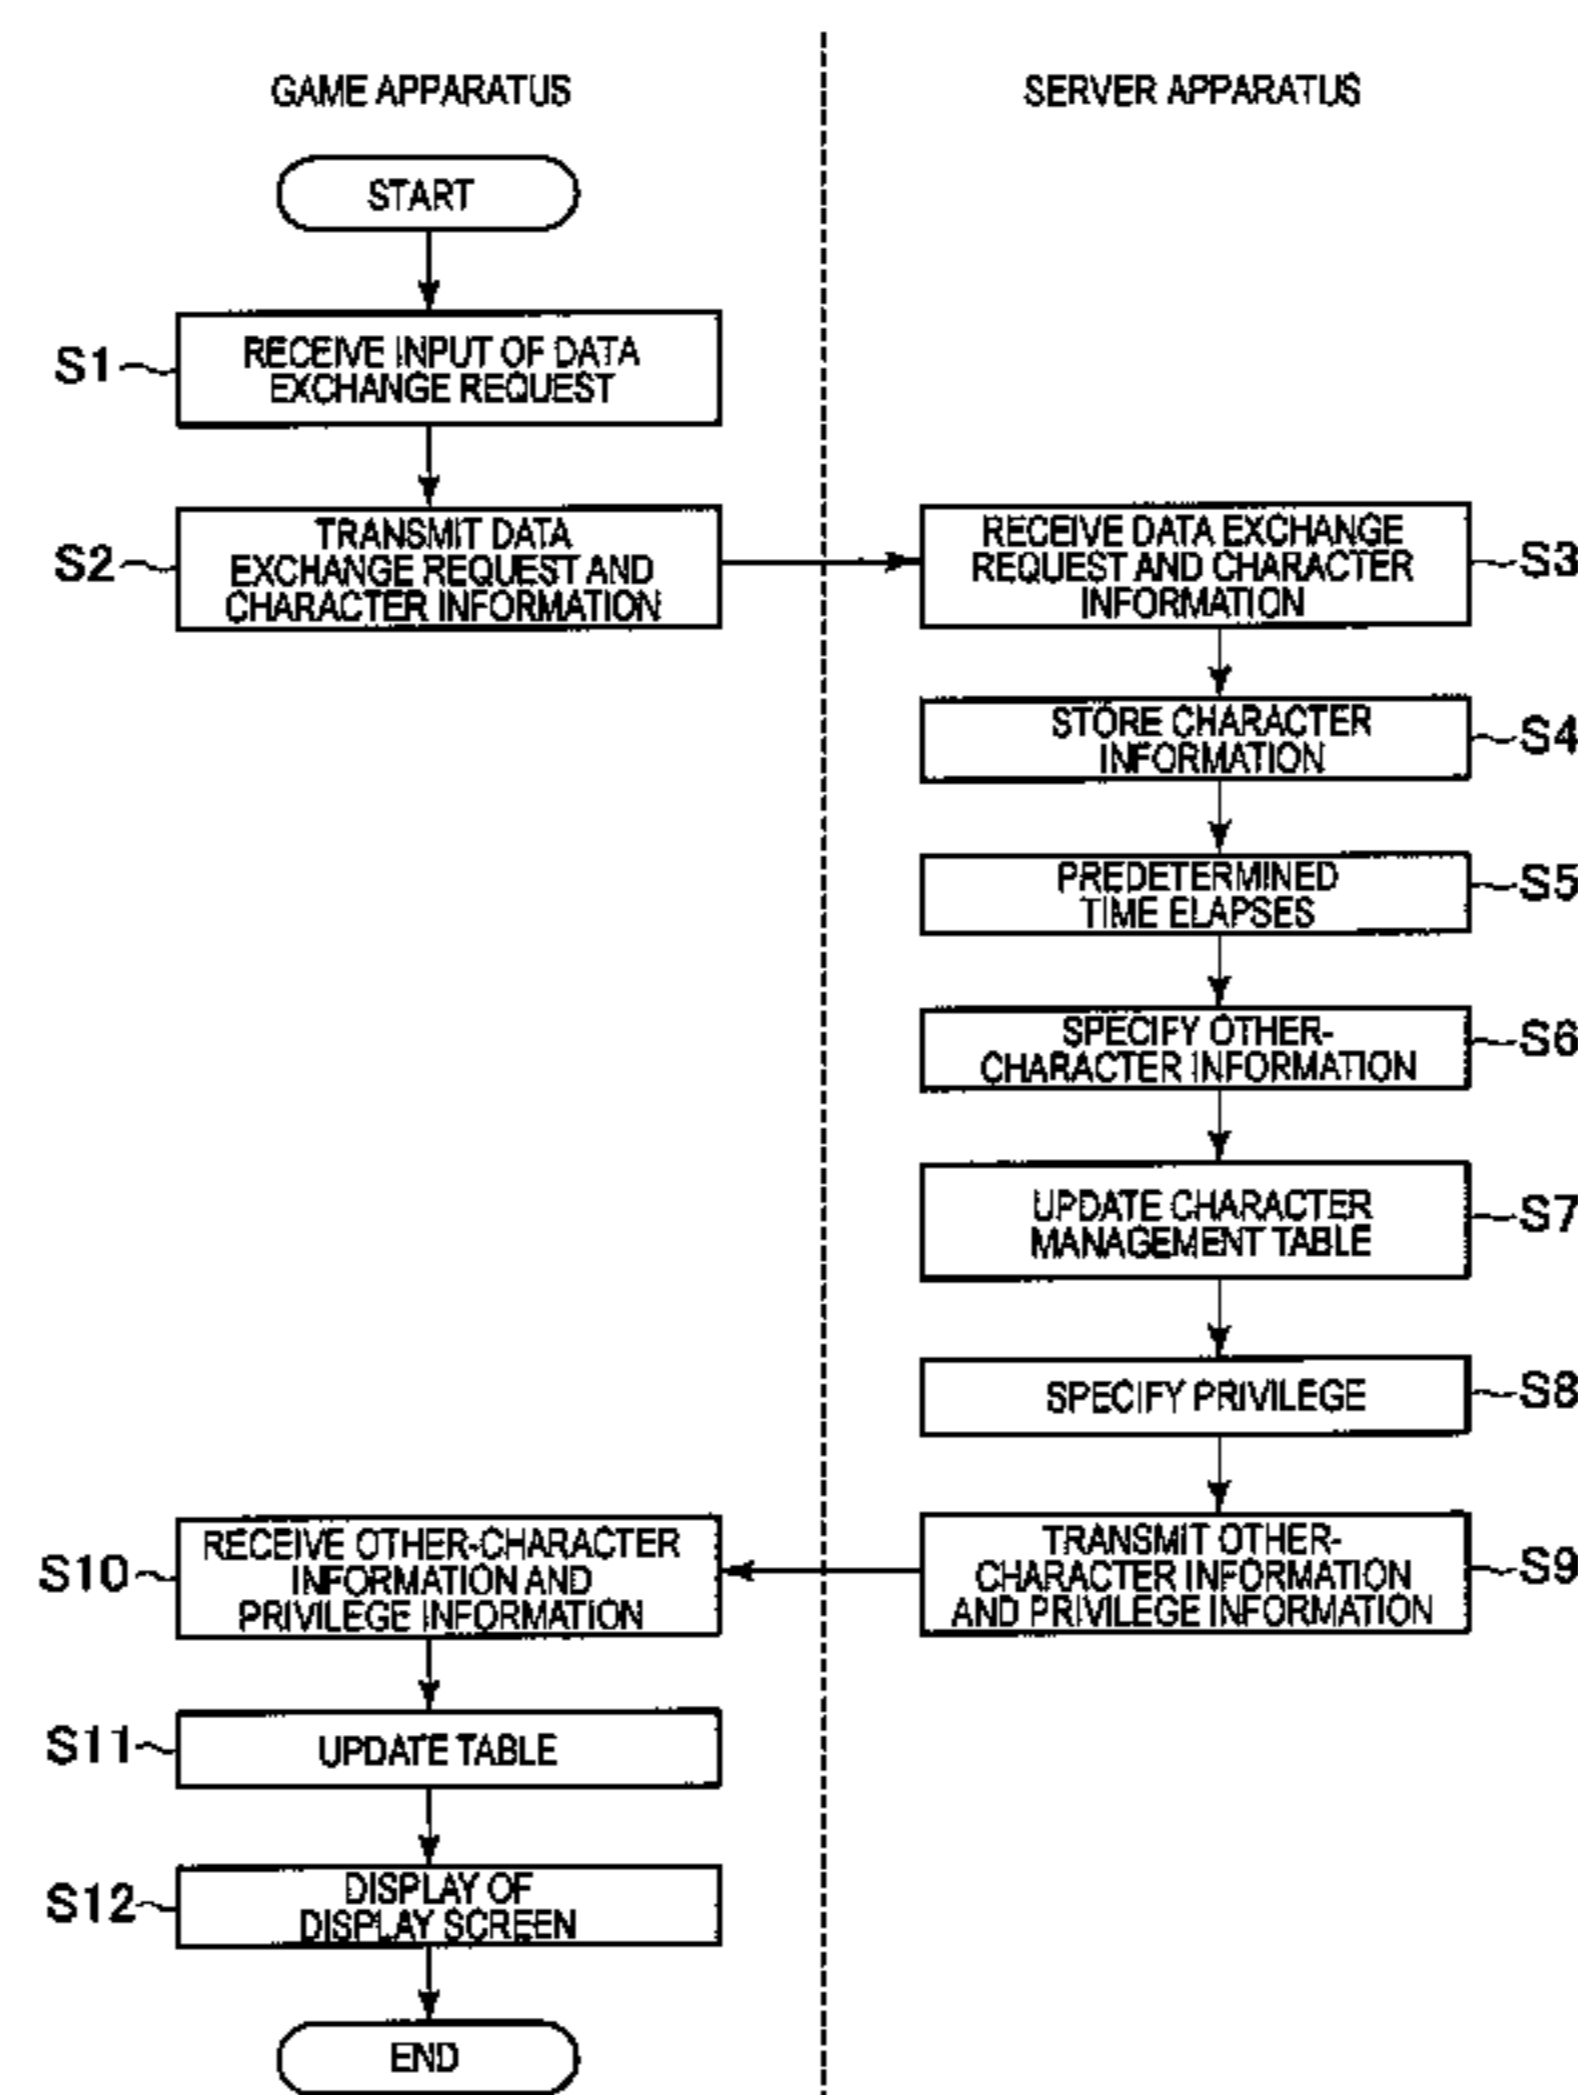 GAME APPARATUS
SERVER APPARATUS
START
S1
RECEIVE INPUT OF DATA
EXCHANGE REQUEST
S2
TRANSMIT DATA
EXCHANGE REQUEST AND
CHARACTER INFORMATION
RECEIVE DATA EXCHANGE
REQUEST AND CHARACTER
INFORMATION
S3
STORE CHARACTER
INFORMATION
S4
PREDETERMINED
TIME ELAPSES
S5
SPECIFY OTHER-
CHARACTER INFORMATION
S6
UPDATE CHARACTER
MANAGEMENT TABLE
S7
SPECIFY PRIVILEGE
S8
TRANSMIT OTHER-
CHARACTER INFORMATION
AND PRIVILEGE INFORMATION
S9
S10
RECEIVE OTHER-CHARACTER
INFORMATION AND
PRIVILEGE INFORMATION
S11
UPDATE TABLE
S12
DISPLAY OF
DISPLAY SCREEN
END